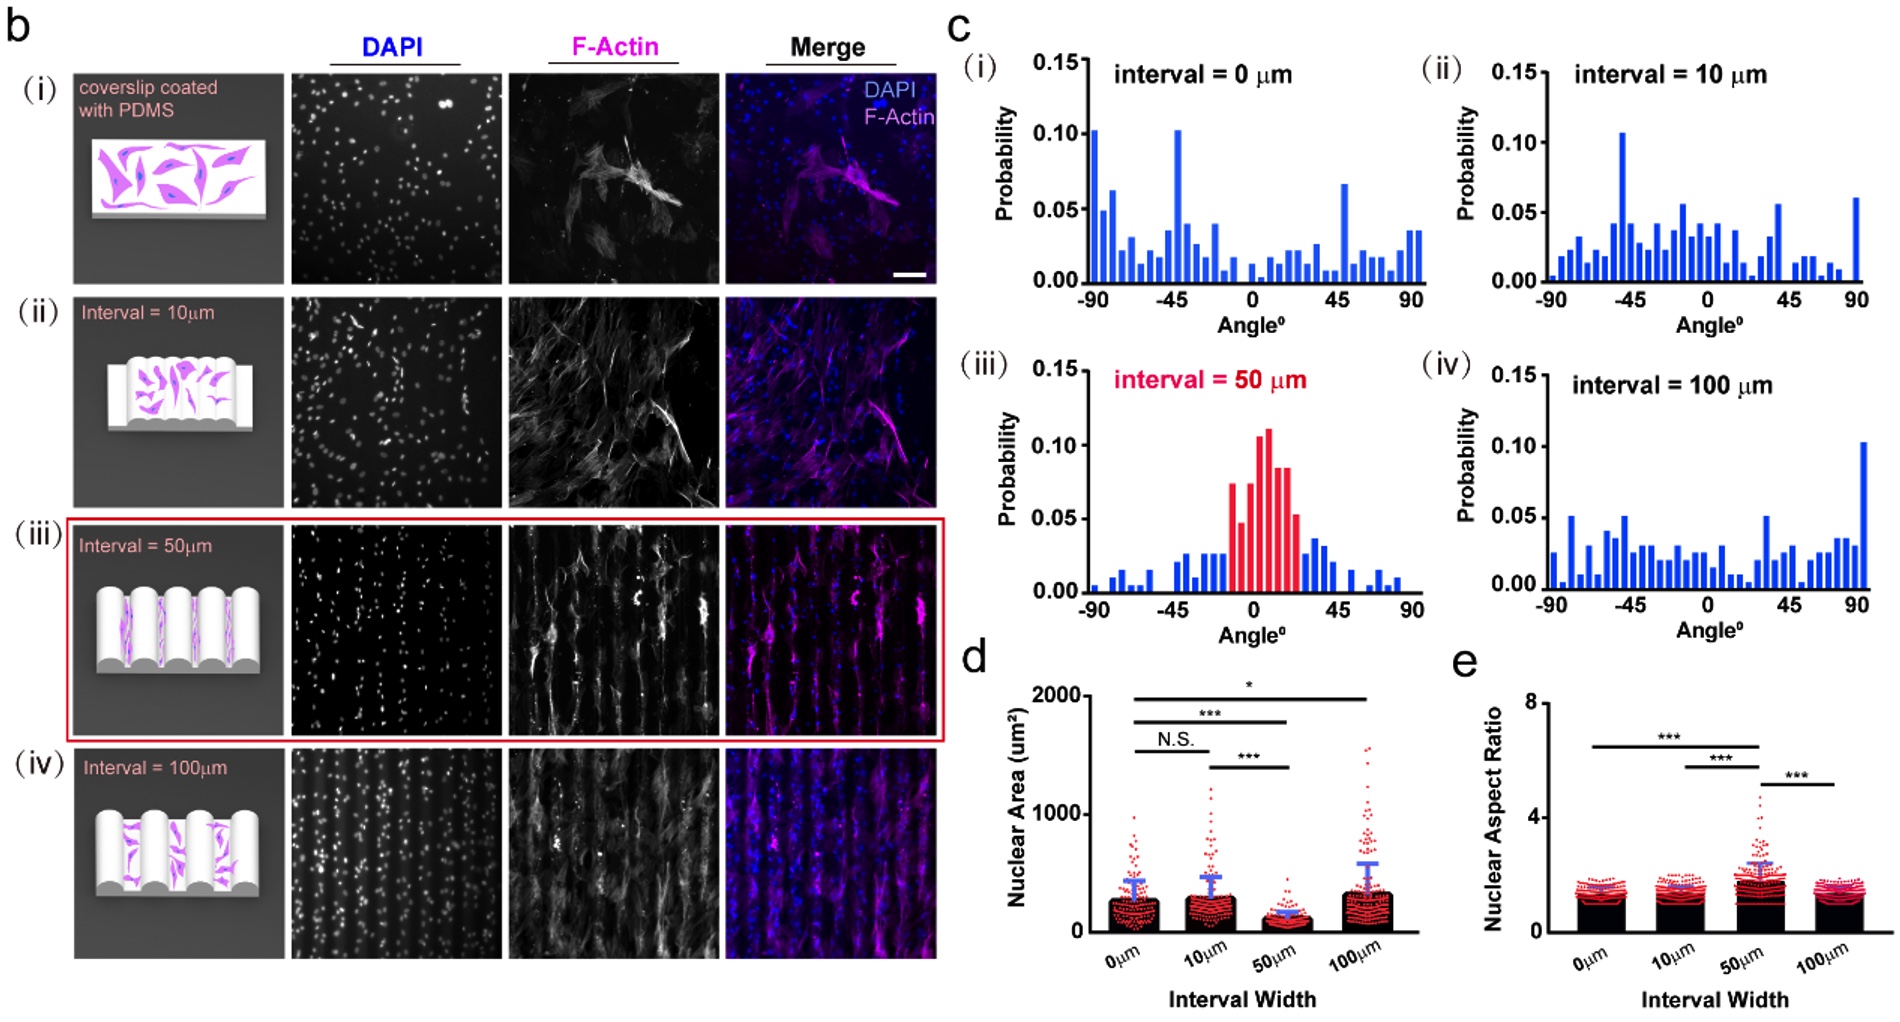 b
DAPI
F-Actin
Merge
(i)
coverslip coated
with PDMS
DAPI
F-Actin
(ii)
Interval = 10μm
(iii)
Interval = 50μm
(iv)
Interval = 100μm
c
(i)
interval = 0 μm
Probability
0.15
0.10
0.05
0.00
-90
-45
0
45
90
Angle⁰
(ii)
interval = 10 μm
Probability
0.15
0.10
0.05
0.00
-90
-45
0
45
90
Angle⁰
(iii)
interval = 50 μm
Probability
0.15
0.10
0.05
0.00
-90
-45
0
45
90
Angle⁰
(iv)
interval = 100 μm
Probability
0.15
0.10
0.05
0.00
-90
-45
0
45
90
Angle⁰
d
Nuclear Area (um²)
2000
1000
0
*
***
N.S.
***
0μm
10μm
50μm
100μm
Interval Width
e
Nuclear Aspect Ratio
8
4
0
***
***
***
0μm
10μm
50μm
100μm
Interval Width